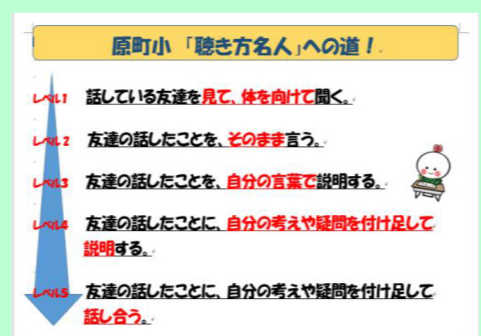 原町小 「聴き方名人」への道！
レベル1 話している友達を見て、体を向けて聞く。
レベル2 友達の話したことを、そのまま言う。
レベル3 友達の話したことを、自分の言葉で説明する。
レベル4 友達の話したことに、自分の考えや疑問を付け足して
説明する。
レベル5 友達の話したことに、自分の考えや疑問を付け足して
話し合う。